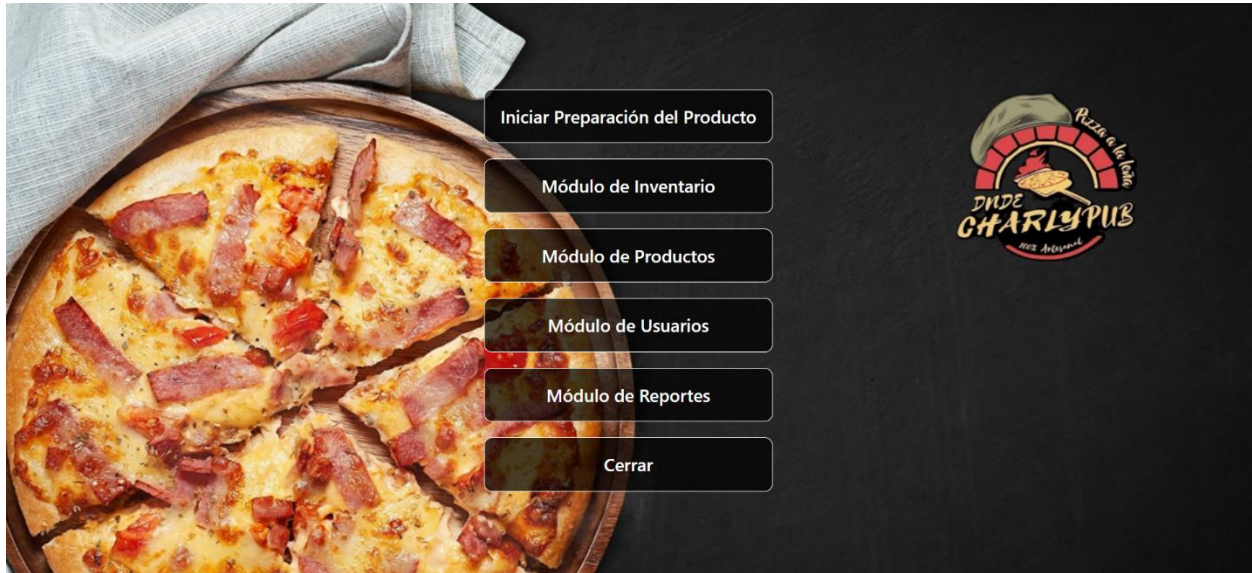 Iniciar Preparación del Producto
Módulo de Inventario
Módulo de Productos
Módulo de Usuarios
Módulo de Reportes
Cerrar
Pizza a la leña
DNDE
CHARLYPUB
100% Artesanal